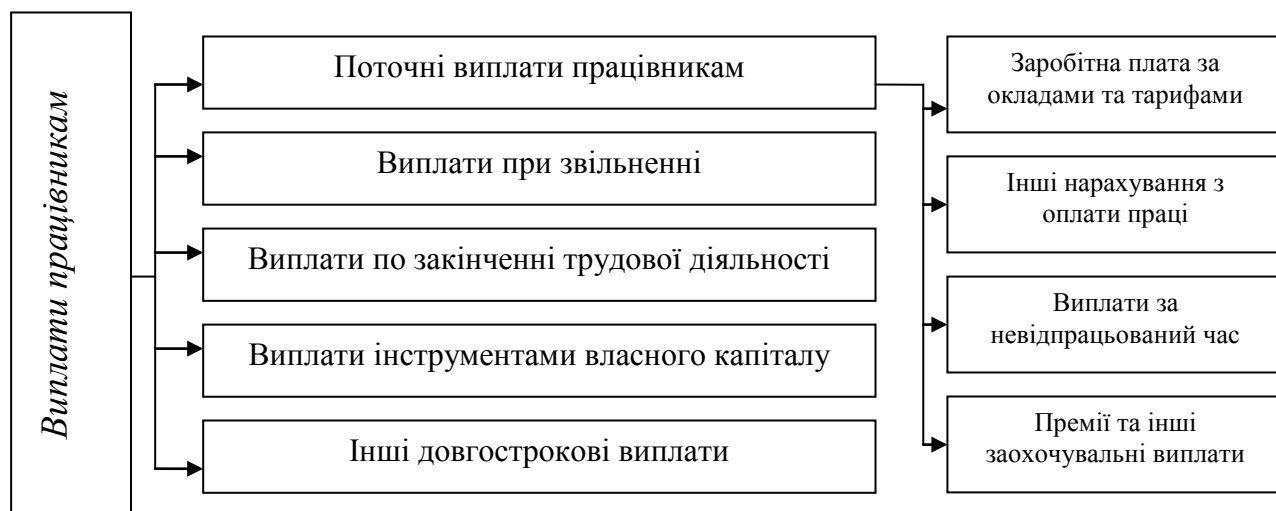 Виплати працівникам
Поточні виплати працівникам
Виплати при звільненні
Виплати по закінченні трудової діяльності
Виплати інструментами власного капіталу
Інші довгострокові виплати
Заробітна плата за
окладами та тарифами
Інші нарахування з
оплати праці
Виплати за
невідпрацьований час
Премії та інші
заохочувальні виплати